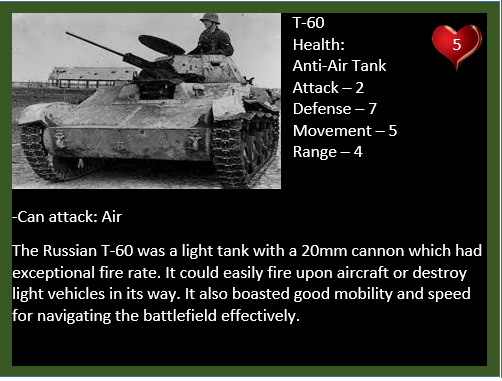 T-60
Health:
5
Anti-Air Tank
Attack – 2
Defense – 7
Movement – 5
Range – 4
-Can attack: Air
The Russian T-60 was a light tank with a 20mm cannon which had
exceptional fire rate. It could easily fire upon aircraft or destroy
light vehicles in its way. It also boasted good mobility and speed
for navigating the battlefield effectively.